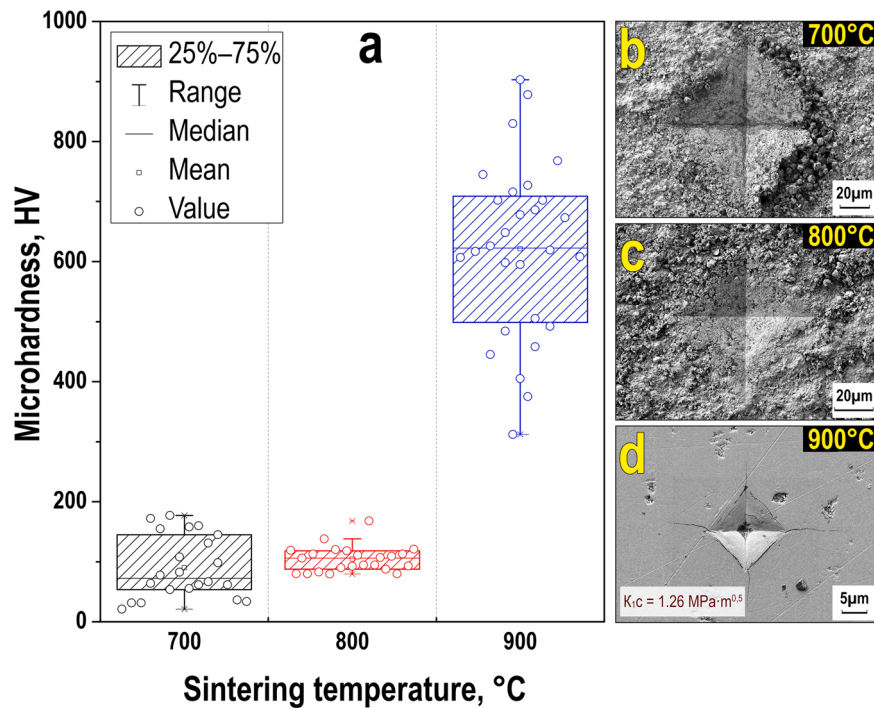 a
25%–75%
Range
Median
Mean
Value
Microhardness, HV
1000
800
600
400
200
0
700
800
900
Sintering temperature, °C
b
700°C
20µm
c
800°C
20µm
d
900°C
K₁c = 1.26 MPa·m⁰·⁵
5µm